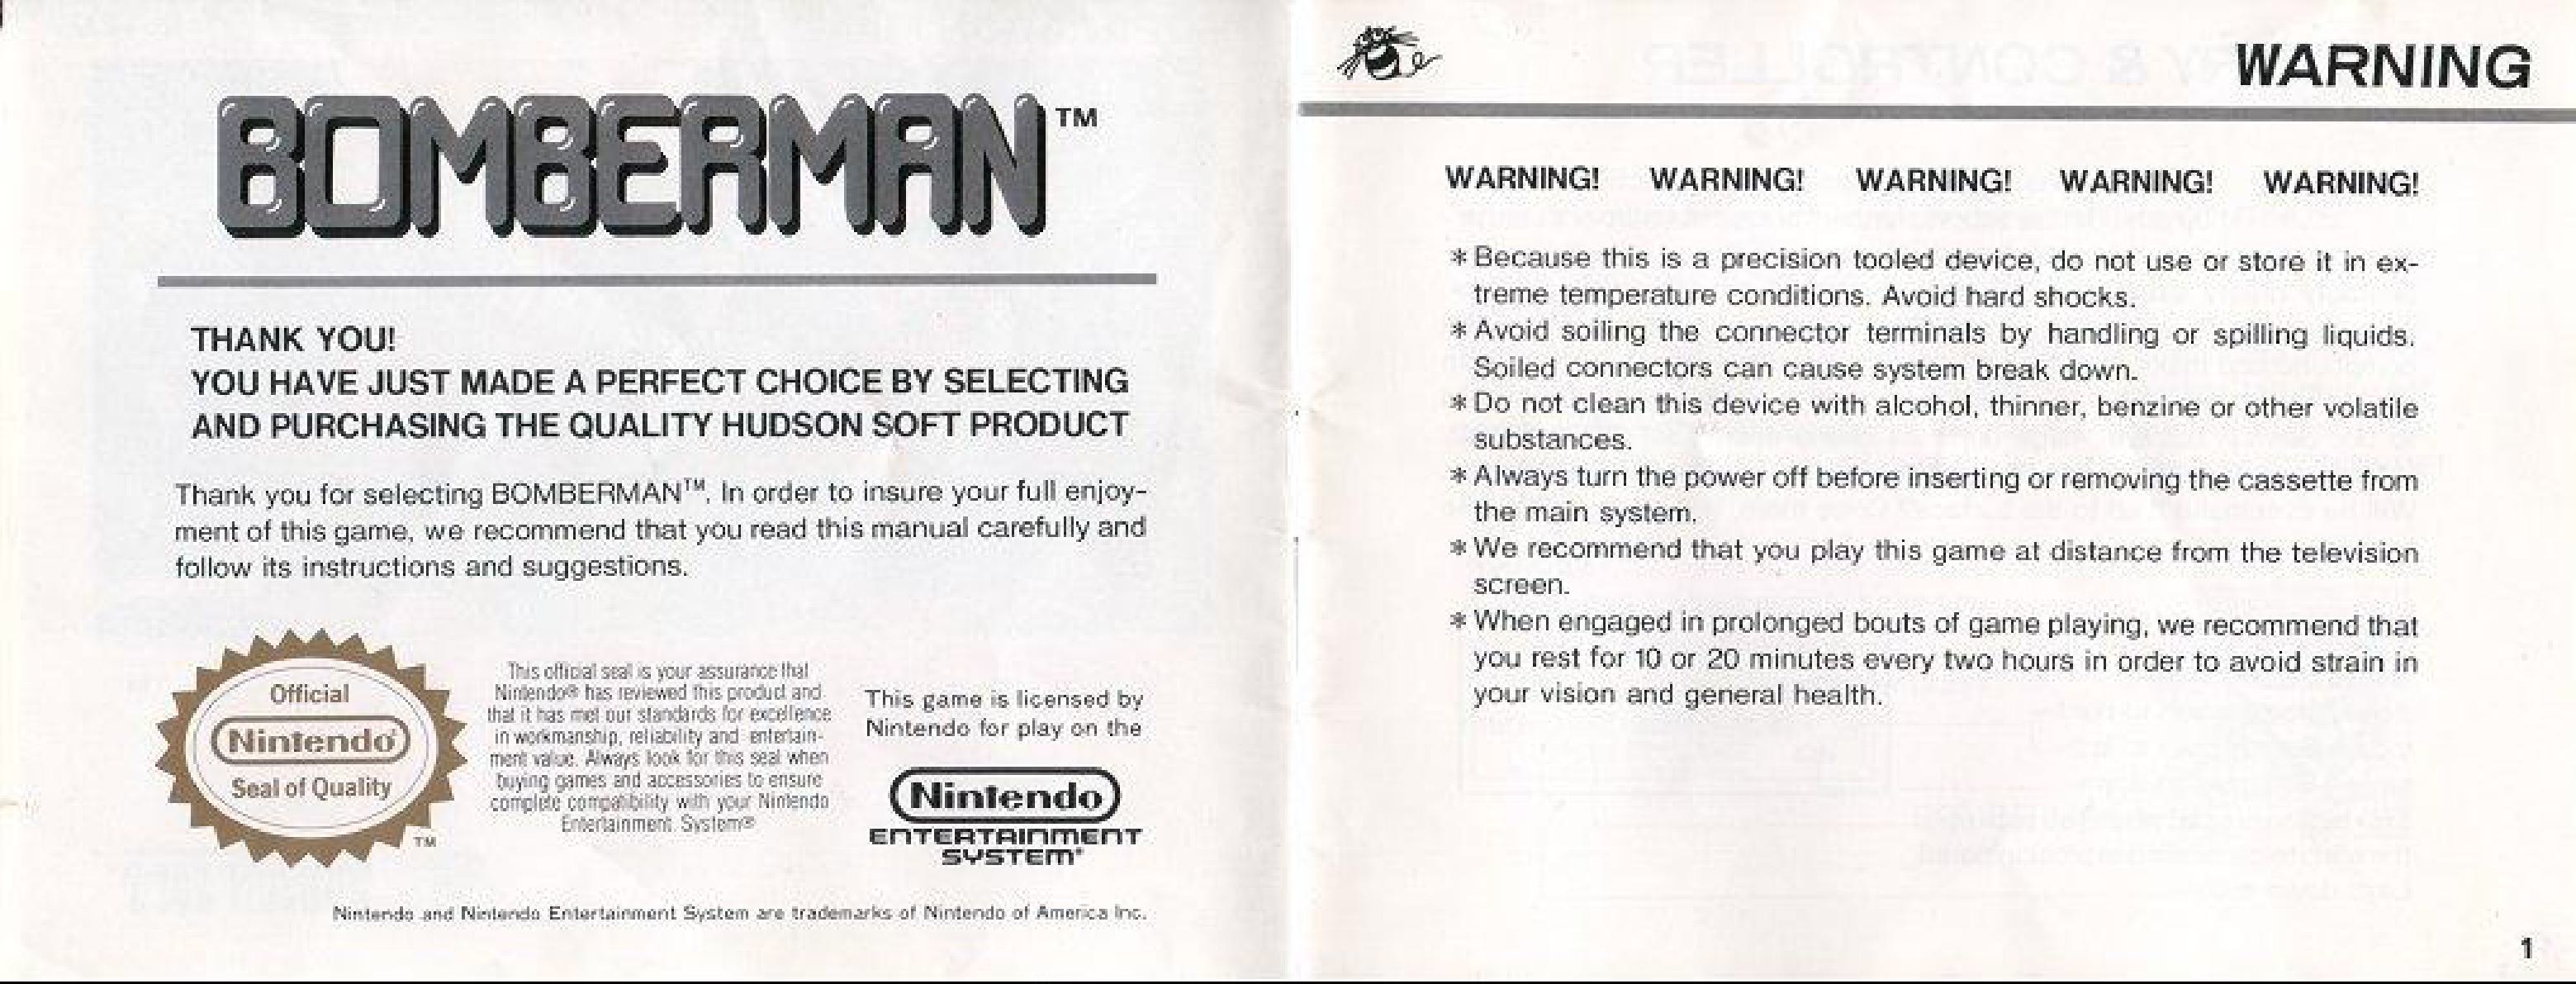 BOMBERMAN™
THANK YOU!
YOU HAVE JUST MADE A PERFECT CHOICE BY SELECTING
AND PURCHASING THE QUALITY HUDSON SOFT PRODUCT
Thank you for selecting BOMBERMAN™. In order to insure your full enjoy-
ment of this game, we recommend that you read this manual carefully and
follow its instructions and suggestions.
Official
Nintendo®
Seal of Quality
TM
This official seal is your assurance that
Nintendo® has reviewed this product and
that it has met our standards for excellence
in workmanship, reliability and entertain-
ment value. Always look for this seal when
buying games and accessories to ensure
complete compatibility with your Nintendo
Entertainment System®
This game is licensed by
Nintendo for play on the
Nintendo
ENTERTAINMENT
SYSTEM®
Nintendo and Nintendo Entertainment System are trademarks of Nintendo of America Inc.
WARNING
WARNING! WARNING! WARNING! WARNING! WARNING!
* Because this is a precision tooled device, do not use or store it in ex-
treme temperature conditions. Avoid hard shocks.
* Avoid soiling the connector terminals by handling or spilling liquids.
Soiled connectors can cause system break down.
* Do not clean this device with alcohol, thinner, benzine or other volatile
substances.
* Always turn the power off before inserting or removing the cassette from
the main system.
* We recommend that you play this game at distance from the television
screen.
* When engaged in prolonged bouts of game playing, we recommend that
you rest for 10 or 20 minutes every two hours in order to avoid strain in
your vision and general health.
1